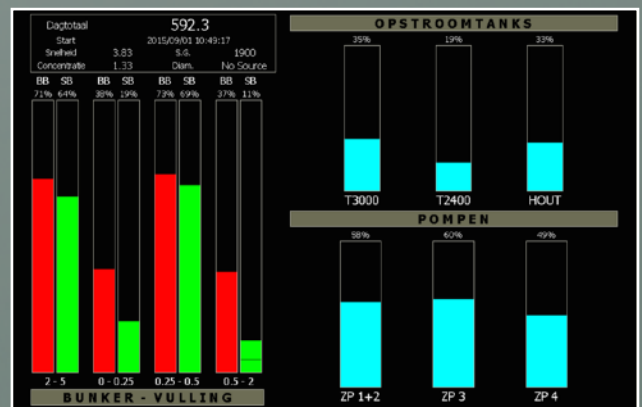 Dagtotaal 592.3
Start 2015/09/01 10:49:17
Snelheid 3.83 S.G. 1900
Concentratie 1.33 Diam. No Source
BB SB BB SB BB SB BB SB
71% 64% 38% 19% 73% 69% 37% 11%
2 - 5 0 - 0.25 0.25 - 0.5 0.5 - 2
BUNKER - VULLING
OPSTROOMTANKS
35% 19% 33%
T3000 T2400 HOUT
POMPEN
58% 60% 49%
ZP 1+2 ZP 3 ZP 4